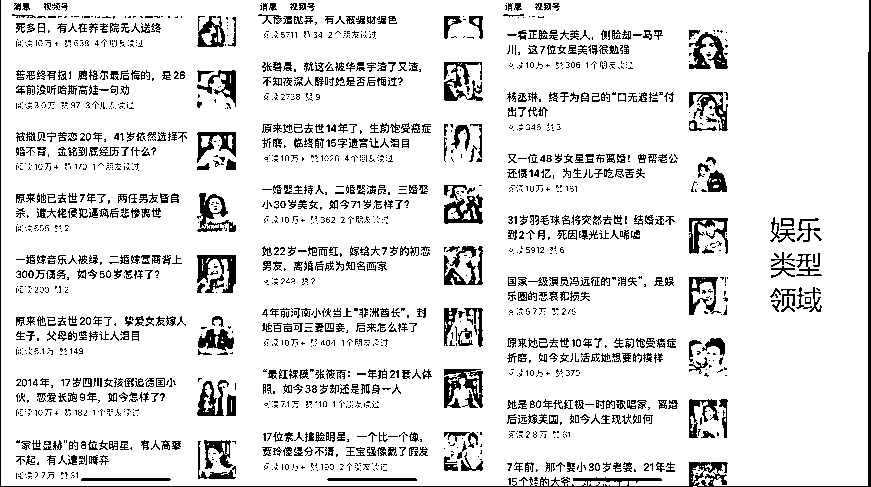 消息 视频号
死多日，有人在养老院无人送终
阅读10万+ 赞638 4个朋友读过
善恶终有报！腾格尔最后悔的，是26
年前没听哈斯高娃一句劝
阅读3.0万 赞97 3个朋友读过
被撒贝宁苦恋20年，41岁依然选择不
婚不育，金铭到底经历了什么？
阅读10万+ 赞170 1个朋友读过
原来她已去世7年了，两任男友皆自
杀，遭大佬侵犯逼疯后悲惨离世
阅读656 赞2
一婚嫁音乐人被绿，二婚嫁富商背上
300万债务，如今50岁怎样了？
阅读200 赞2
原来他已去世20年了，挚爱女友嫁人
生子，父母的坚持让人泪目
阅读6.1万 赞149
2014年，17岁四川女孩倒追德国小
伙，恋爱长跑9年，如今怎样了？
阅读10万+ 赞182 1个朋友读过
“家世显赫”的8位女明星，有人高攀
不起，有人遭到嫌弃
阅读2.7万 赞31
消息 视频号
人惨遭抛弃，有人被骗财骗色
阅读5711 赞34 2个朋友读过
张碧晨，就这么被华晨宇渣了又渣，
不知夜深人静时她是否后悔过？
阅读2738 赞9
原来她已去世14年了，生前饱受癌症
折磨，临终前15字遗言让人泪目
阅读10万+ 赞1026 4个朋友读过
一婚娶主持人，二婚娶演员，三婚娶
小30岁美女，如今71岁怎样了？
阅读10万+ 赞362 2个朋友读过
她22岁一炮而红，嫁给大7岁的初恋
男友，离婚后成为知名画家
阅读248 赞2
4年前河南小伙当上“非洲酋长”，封
地百亩可三妻四妾，后来怎么样了
阅读10万+ 赞404 1个朋友读过
“最红裸模”张筱雨：一年拍21套人体
照，如今38岁却还是孤身一人
阅读7.1万 赞110 1个朋友读过
17位素人撞脸明星，一个比一个像，
贾玲傻傻分不清，王宝强像戳了假发
阅读10万+ 赞190 2个朋友读过
消息 视频号
一看正脸是大美人，侧脸却一马平
川，这7位女星美得很勉强
阅读10万+ 赞306 1个朋友读过
杨丞琳，终于为自己的“口无遮拦”付
出了代价
阅读346 赞3
又一位48岁女星宣布离婚！曾帮老公
还债14亿，为生儿子吃尽苦头
阅读10万+ 赞161
31岁羽毛球名将突然去世！结婚还不
到2个月，死因曝光让人唏嘘
阅读5912 赞6
国家一级演员冯远征的“消失”，是娱
乐圈的悲哀和损失
阅读6.7万 赞276
原来她已去世10年了，生前饱受癌症
折磨，如今女儿活成她想要的模样
阅读10万+ 赞370
她是80年代红极一时的歌唱家，离婚
后远嫁美国，如今人生现状如何
阅读2.8万 赞61
7年前，那个娶小30岁老婆，21年生
娱乐
类型
领域